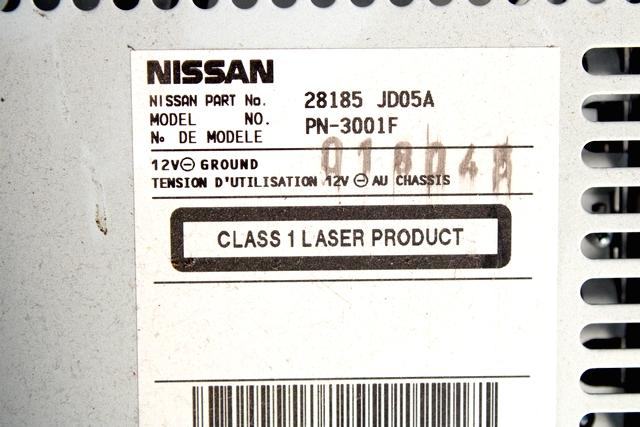 NISSAN
NISSAN PART No. 28185 JD05A
MODEL NO. PN-3001F
No DE MODELE
12V⊖ GROUND
TENSION D'UTILISATION 12V ⊖ AU CHASSIS
CLASS 1 LASER PRODUCT